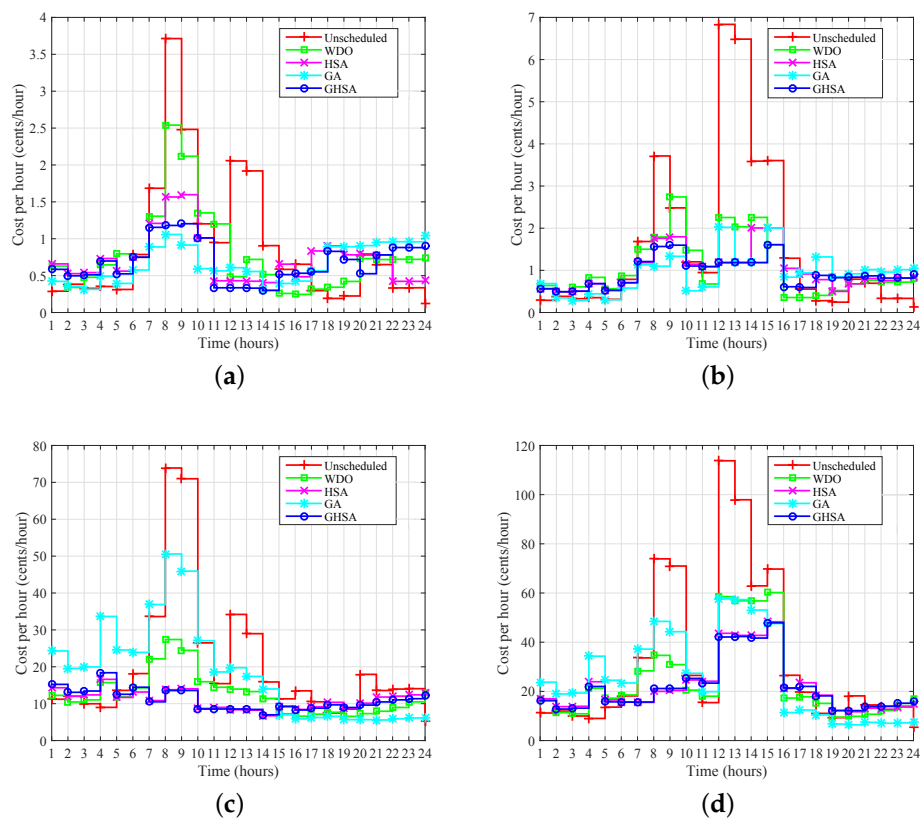 4
3.5
3
2.5
2
1.5
1
0.5
0
Cost per hour (cents/hour)
Unscheduled
WDO
HSA
GA
GHSA
1 2 3 4 5 6 7 8 9 10 11 12 13 14 15 16 17 18 19 20 21 22 23 24
Time (hours)
(a)
7
6
5
4
3
2
1
0
Cost per hour (cents/hour)
Unscheduled
WDO
HSA
GA
GHSA
1 2 3 4 5 6 7 8 9 10 11 12 13 14 15 16 17 18 19 20 21 22 23 24
Time (hours)
(b)
80
70
60
50
40
30
20
10
0
Cost per hour (cents/hour)
Unscheduled
WDO
HSA
GA
GHSA
1 2 3 4 5 6 7 8 9 10 11 12 13 14 15 16 17 18 19 20 21 22 23 24
Time (hours)
(c)
120
100
80
60
40
20
0
Cost per hour (cents/hour)
Unscheduled
WDO
HSA
GA
GHSA
1 2 3 4 5 6 7 8 9 10 11 12 13 14 15 16 17 18 19 20 21 22 23 24
Time (hours)
(d)